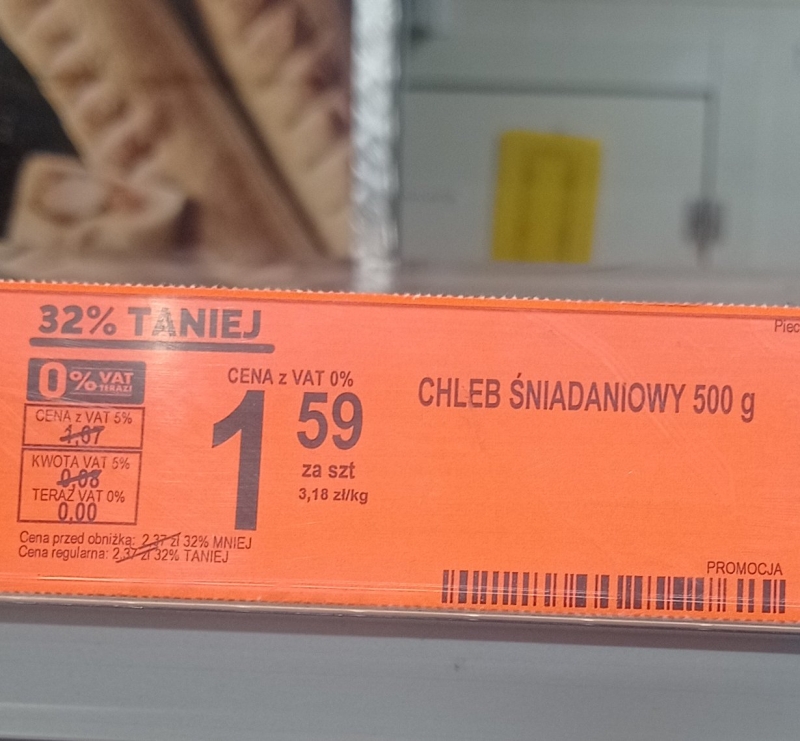 32% TANIEJ
Piec
0% VAT
TERAZ!
CENA z VAT 0%
CENA z VAT 5%
1,67
1 59
za szt
3,18 zł/kg
CHLEB ŚNIADANIOWY 500 g
KWOTA VAT 5%
0,08
TERAZ VAT 0%
0,00
Cena przed obniżką: 2,37 zł 32% MNIEJ
Cena regularna: 2,37 zł 32% TANIEJ
PROMOCJA